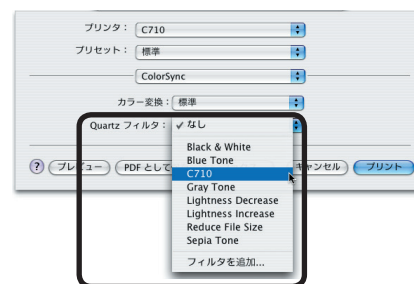 プリンタ： C710
プリセット： 標準
ColorSync
カラー変換： 標準
Quartz フィルタ： ✓ なし
Black & White
Blue Tone
C710
Gray Tone
Lightness Decrease
Lightness Increase
Reduce File Size
Sepia Tone
フィルタを追加...
? プレビュー PDF として キャンセル プリント